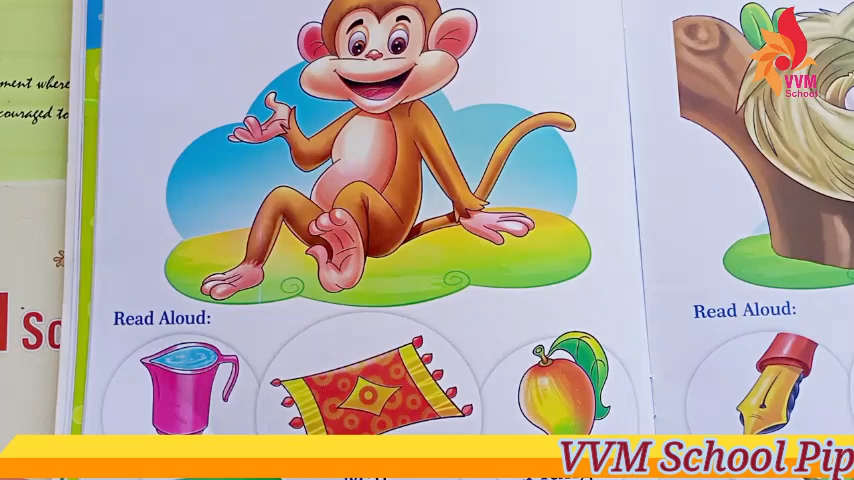 ment where
couraged to
VVM
School
Read Aloud:
Read Aloud:
VVM School Pip